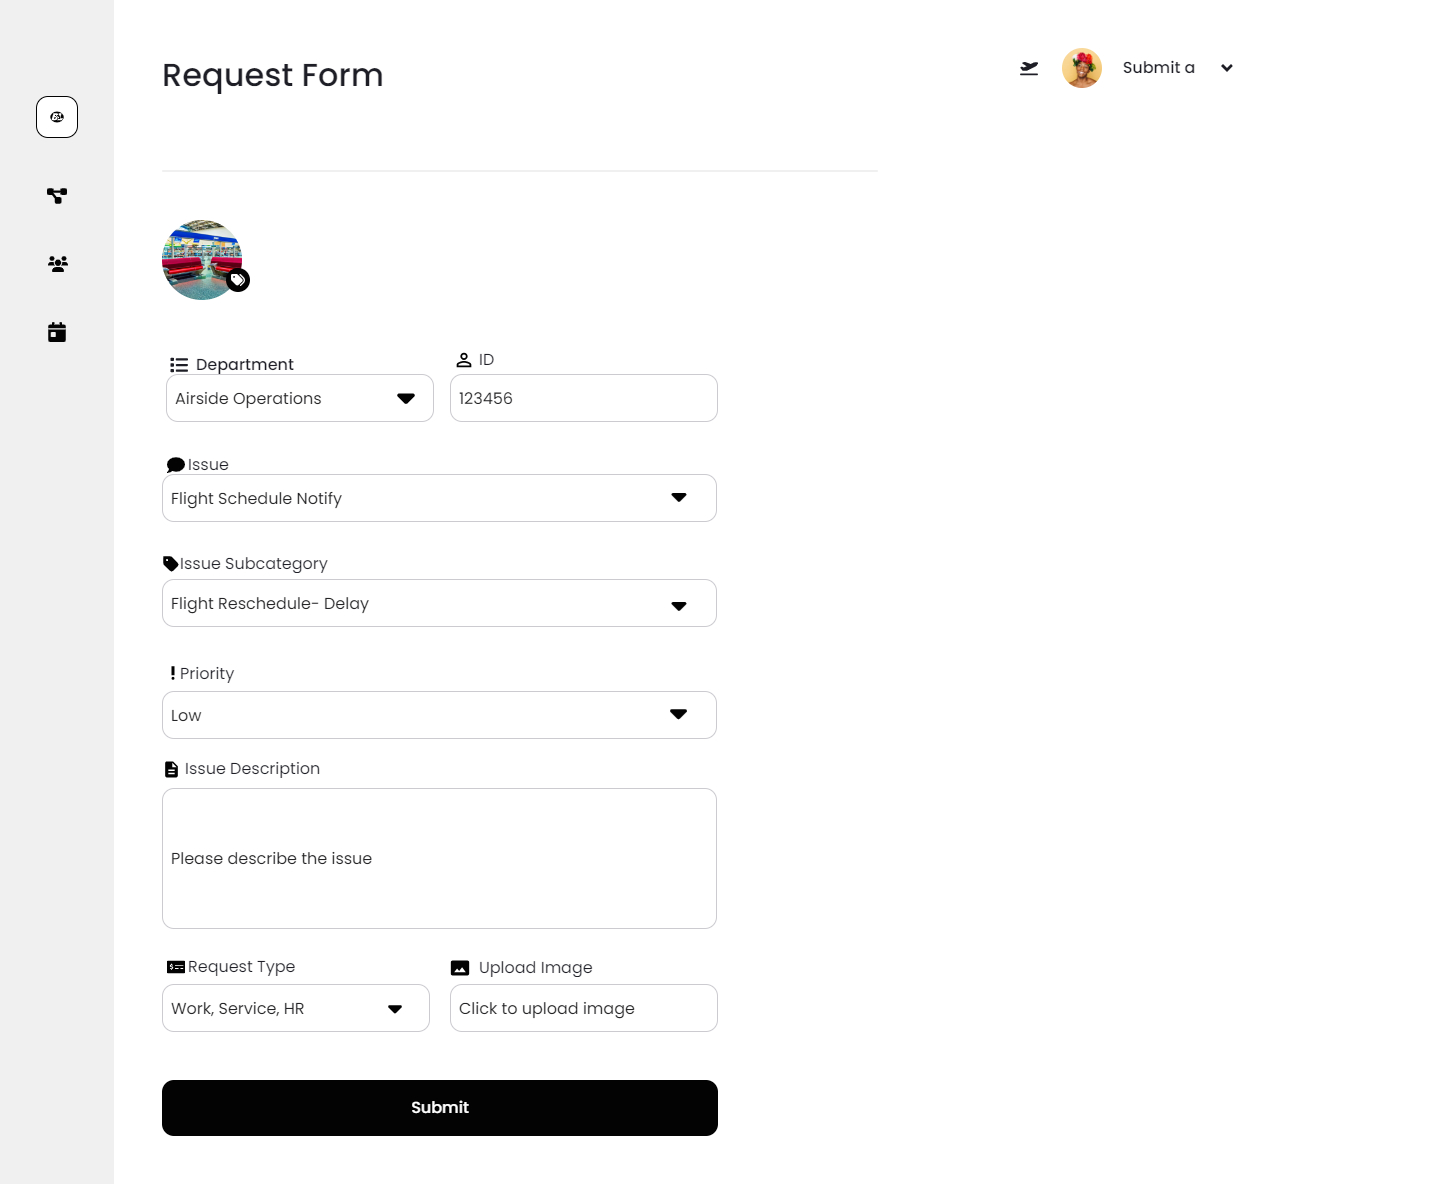 Request Form
Submit a
Department
ID
Airside Operations
123456
Issue
Flight Schedule Notify
Issue Subcategory
Flight Reschedule- Delay
Priority
Low
Issue Description
Please describe the issue
Request Type
Upload Image
Work, Service, HR
Click to upload image
Submit